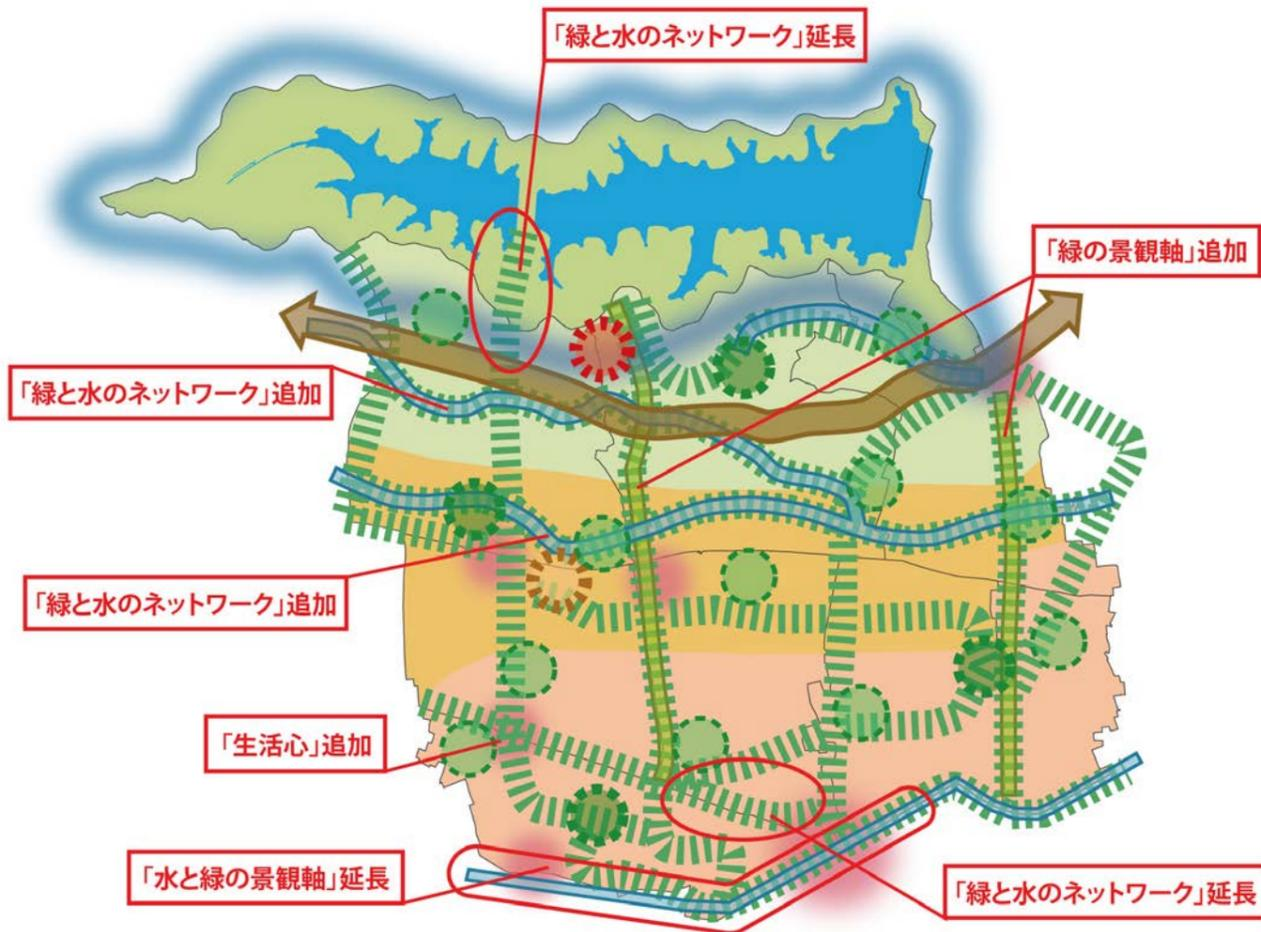 「緑と水のネットワーク」延長
「緑の景観軸」追加
「緑と水のネットワーク」追加
「緑と水のネットワーク」追加
「生活心」追加
「水と緑の景観軸」延長
「緑と水のネットワーク」延長